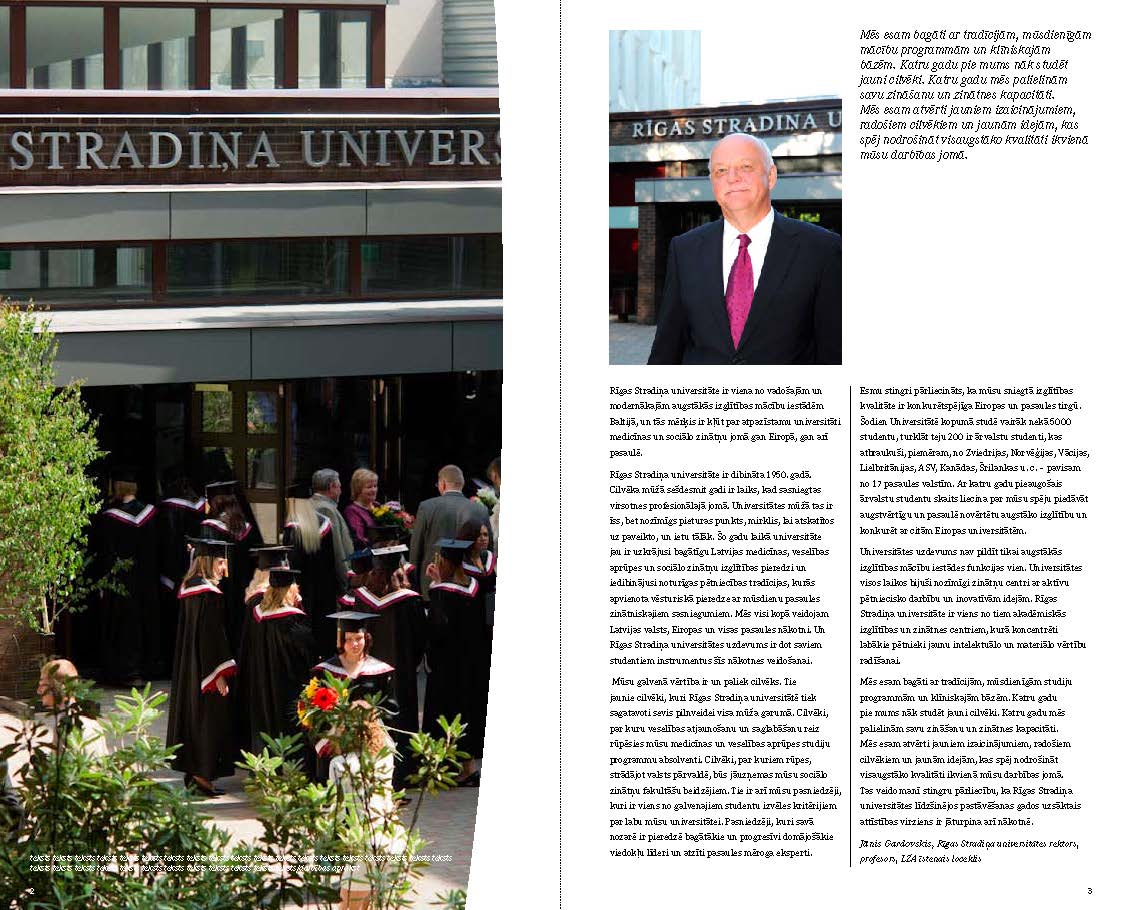 STRADIŅA UNIVERS
teksts teksts teksts teksts teksts teksts teksts teksts teksts teksts teksts teksts teksts teksts teksts teksts teksts teksts teksts
2
RĪGAS STRADIŅA U
Mēs esam bagāti ar tradīcijām, mūsdienīgām
mācību programmām un klīniskajām
bāzēm. Katru gadu pie mums nāk studēt
jauni cilvēki. Katru gadu mēs palielinām
savu zināšanu un zinātnes kapacitāti.
Mēs esam atvērti jauniem izaicinājumiem,
radošiem cilvēkiem un jaunām idejām, kas
spēj nodrošināt visaugstāko kvalitāti ikvienā
mūsu darbības jomā.
Rīgas Stradiņa universitāte ir viena no vadošajām un
modernākajām augstākās izglītības mācību iestādēm
Baltijā, un tās mērķis ir kļūt par atpazīstamu universitāti
medicīnas un sociālo zinātņu jomā gan Eiropā, gan arī
pasaulē.
Rīgas Stradiņa universitāte ir dibināta 1950. gadā.
Cilvēka mūžā sešdesmit gadi ir laiks, kad sasniegtas
virsotnes profesionālajā jomā. Universitātes mūžā tas ir
īss, bet nozīmīgs pieturas punkts, mirklis, lai atskatītos
uz paveikto, un ietu tālāk. Šo gadu laikā universitāte
jau ir uzkrājusi bagātīgu Latvijas medicīnas, veselības
aprūpes un sociālo zinātņu izglītības pieredzi un
iedibinājusi noturīgas pētniecības tradīcijas, kurās
apvienota vēsturiskā pieredze ar mūsdienu pasaules
zinātniskajiem sasniegumiem. Mēs visi kopā veidojam
Latvijas valsts, Eiropas un visas pasaules nākotni. Un
Rīgas Stradiņa universitātes uzdevums ir dot saviem
studentiem instrumentus šīs nākotnes veidošanai.
Mūsu galvenā vērtība ir un paliek cilvēks. Tie
jaunie cilvēki, kuri Rīgas Stradiņa universitātē tiek
sagatavoti sevis pilnveidei visa mūža garumā. Cilvēki,
par kuru veselības atjaunošanu un saglabāšanu reiz
rūpēsies mūsu medicīnas un veselības aprūpes studiju
programmu absolventi. Cilvēki, par kuriem rūpes,
strādājot valsts pārvaldē, būs jāuzņemas mūsu sociālo
zinātņu fakultāšu beidzējiem. Tie ir arī mūsu pasniedzēji,
kuri ir viens no galvenajiem studentu izvēles kritērijiem
par labu mūsu universitātei. Pasniedzēji, kuri savā
nozarē ir pieredzē bagātākie un progresīvi domājošākie
viedokļu līderi un atzīti pasaules mēroga eksperti.
Esmu stingri pārliecināts, ka mūsu sniegtā izglītības
kvalitāte ir konkurētspējīga Eiropas un pasaules tirgū.
Šodien Universitātē kopumā studē vairāk nekā 5000
studentu, turklāt teju 200 ir ārvalstu studenti, kas
atbraukuši, piemēram, no Zviedrijas, Norvēģijas, Vācijas,
Lielbritānijas, ASV, Kanādas, Šrilankas u.c. – pavisam
no 17 pasaules valstīm. Ar katru gadu pieaugošais
ārvalstu studentu skaits liecina par mūsu spēju piedāvāt
augstvērtīgu un pasaulē novērtētu augstāko izglītību un
konkurēt ar citām Eiropas universitātēm.
Universitātes uzdevums nav pildīt tikai augstākās
izglītības mācību iestādes funkcijas vien. Universitātes
visos laikos bijuši nozīmīgi zinātņu centri ar aktīvu
pētniecisko darbību un inovatīvām idejām. Rīgas
Stradiņa universitāte ir viens no tiem akadēmiskās
izglītības un zinātnes centriem, kurā koncentrēti
labākie pētnieki jaunu intelektuālo un materiālo vērtību
radīšanai.
Mēs esam bagāti ar tradīcijām, mūsdienīgām studiju
programmām un klīniskajām bāzēm. Katru gadu
pie mums nāk studēt jauni cilvēki. Katru gadu mēs
palielinām savu zināšanu un zinātnes kapacitāti.
Mēs esam atvērti jauniem izaicinājumiem, radošiem
cilvēkiem un jaunām idejām, kas spēj nodrošināt
visaugstāko kvalitāti ikvienā mūsu darbības jomā.
Tas veido manī stingru pārliecību, ka Rīgas Stradiņa
universitātes līdzšinējos pastāvēšanas gados uzsāktais
attīstības virziens ir jāturpina arī nākotnē.
Jānis Gardovskis, Rīgas Stradiņa universitātes rektors,
profesors, LZA īstenais loceklis
3